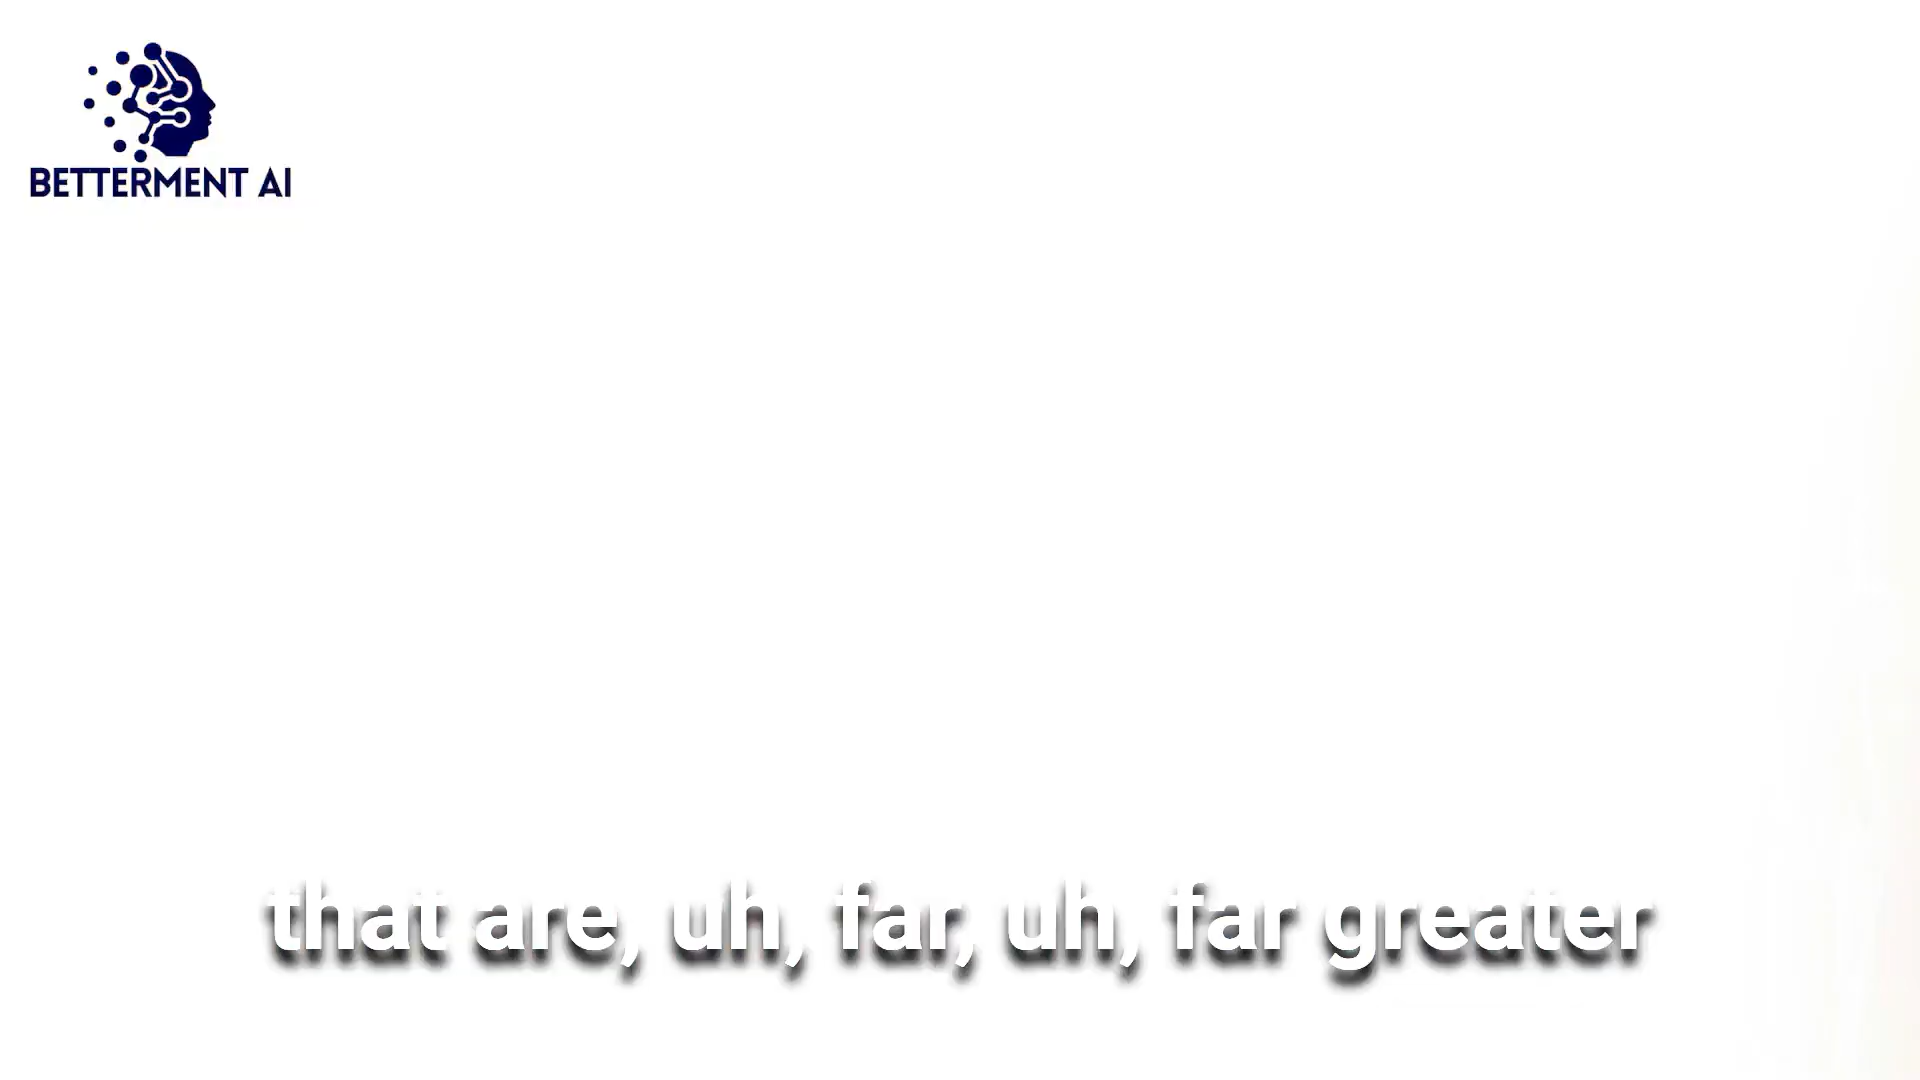 BETTERMENT AI
that are, uh, far, uh, far greater